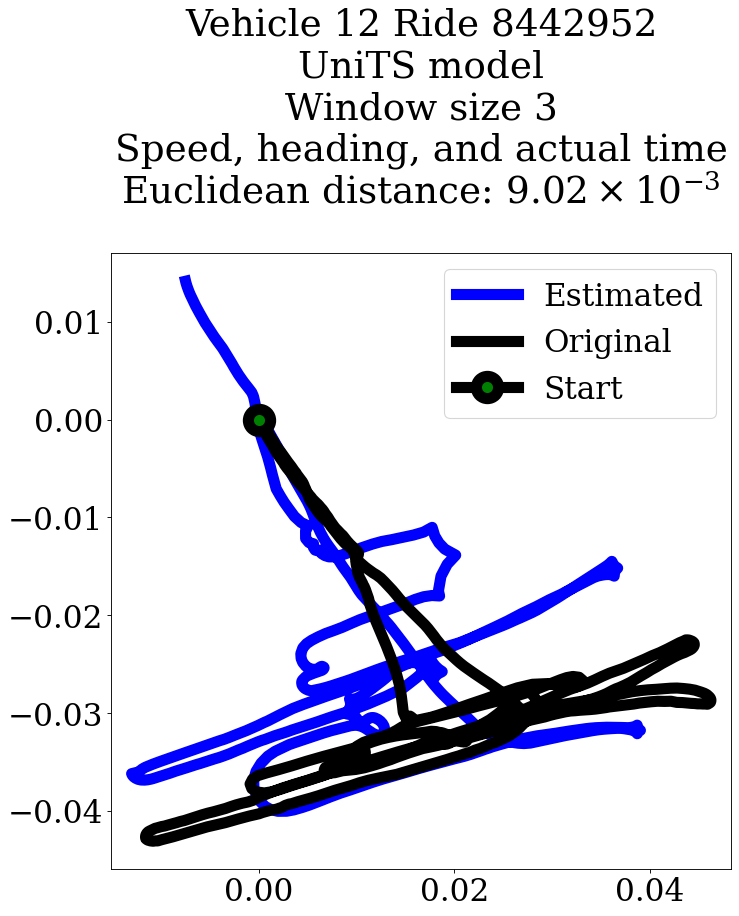 Vehicle 12 Ride 8442952
UniTS model
Window size 3
Speed, heading, and actual time
Euclidean distance: 9.02 × 10⁻³
Estimated
Original
Start
0.01
0.00
−0.01
−0.02
−0.03
−0.04
0.00
0.02
0.04